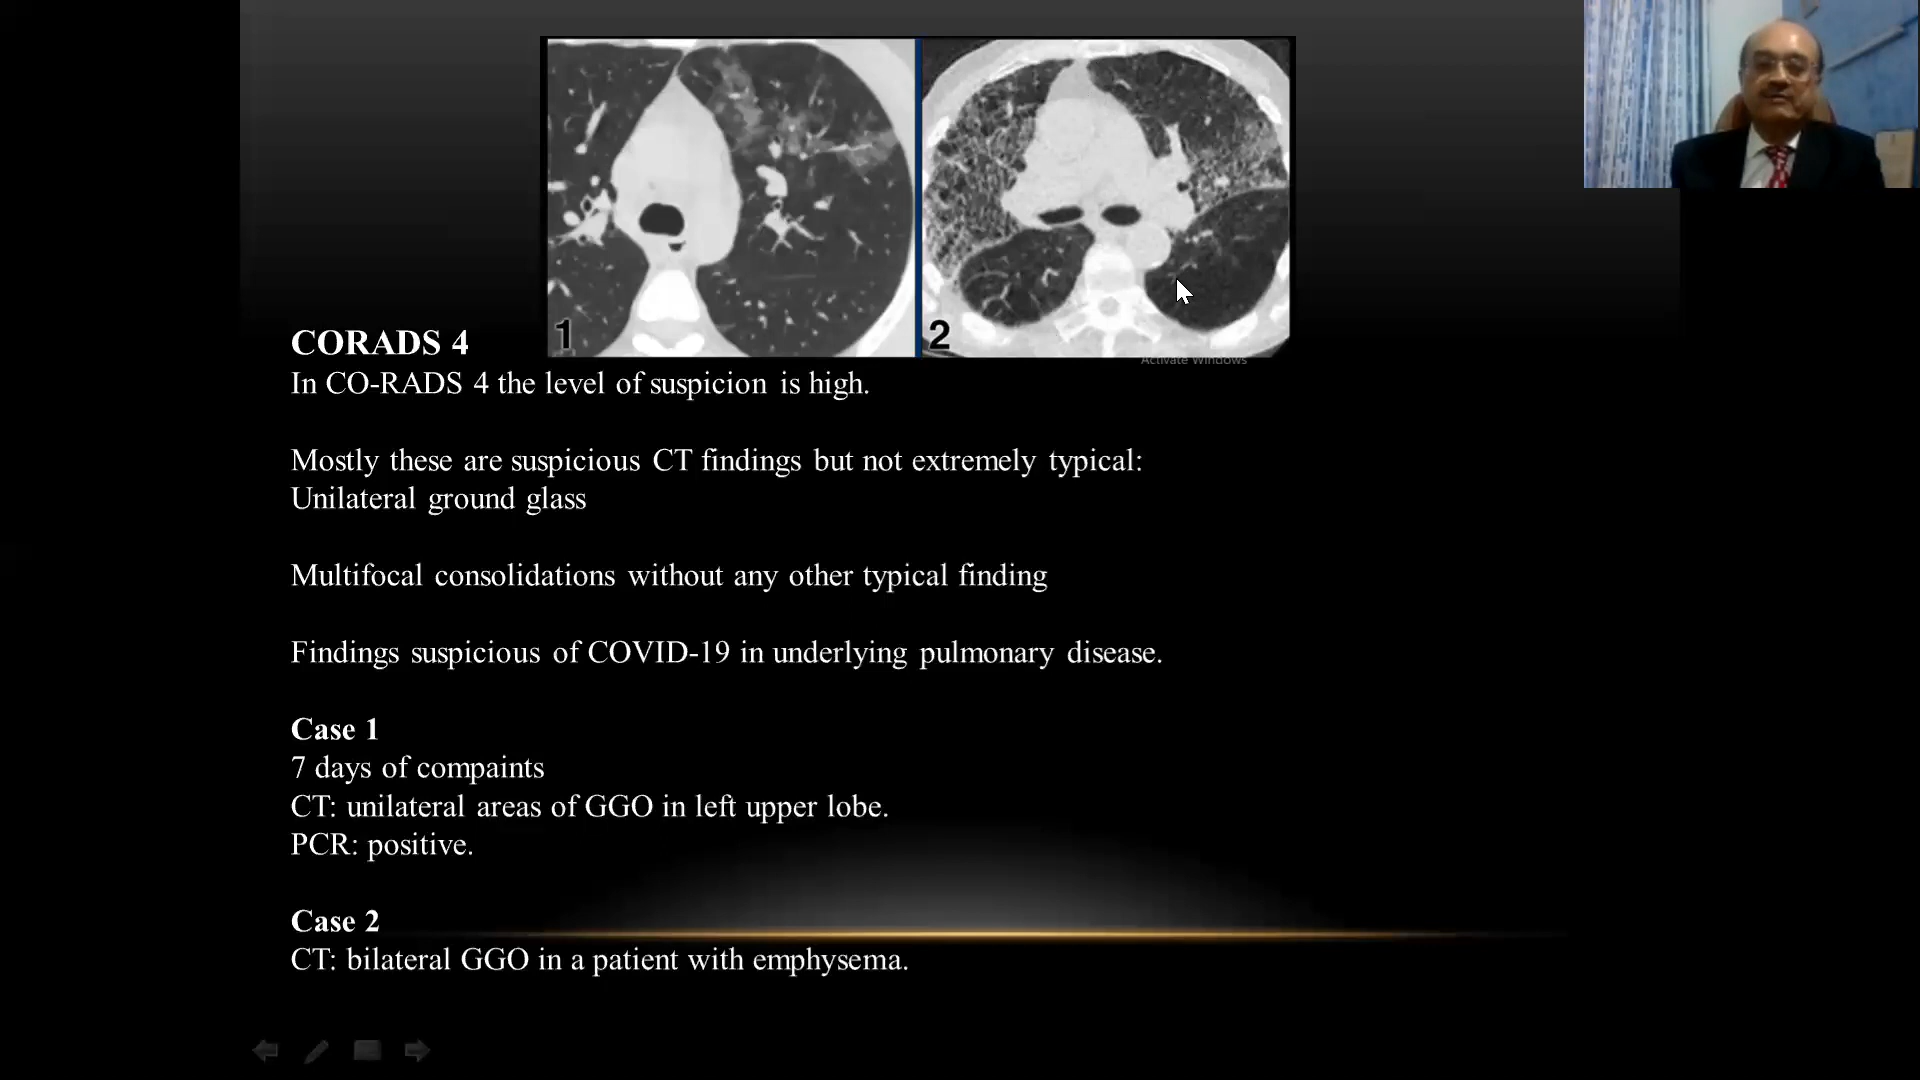 1
2
Activate Windows
CORADS 4
In CO-RADS 4 the level of suspicion is high.
Mostly these are suspicious CT findings but not extremely typical:
Unilateral ground glass
Multifocal consolidations without any other typical finding
Findings suspicious of COVID-19 in underlying pulmonary disease.
Case 1
7 days of compaints
CT: unilateral areas of GGO in left upper lobe.
PCR: positive.
Case 2
CT: bilateral GGO in a patient with emphysema.